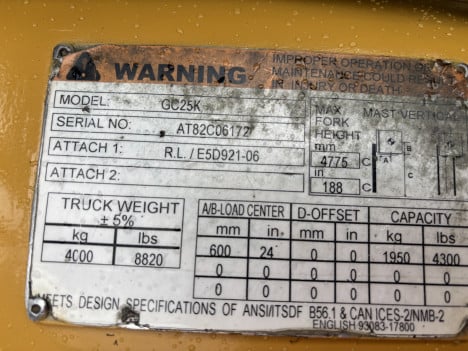 WARNING
IMPROPER OPERATION OR
MAINTENANCE COULD RESULT
IN INJURY OR DEATH.
MODEL: GC25K
SERIAL NO: AT82C06172
ATTACH 1: R.L. / E5D921-06
ATTACH 2:
MAX FORK HEIGHT
mm
4775
in
188
MAST VERTICAL
B
A
C
C
TRUCK WEIGHT
± 5%
kg lbs
4000 8820
A/B-LOAD CENTER D-OFFSET CAPACITY
mm in mm in kg lbs
600 24 0 0 1950 4300
0 0 0 0 0 0
0 0 0 0 0 0
MEETS DESIGN SPECIFICATIONS OF ANSI/ITSDF B56.1 & CAN ICES-2/NMB-2
ENGLISH 93083-17800